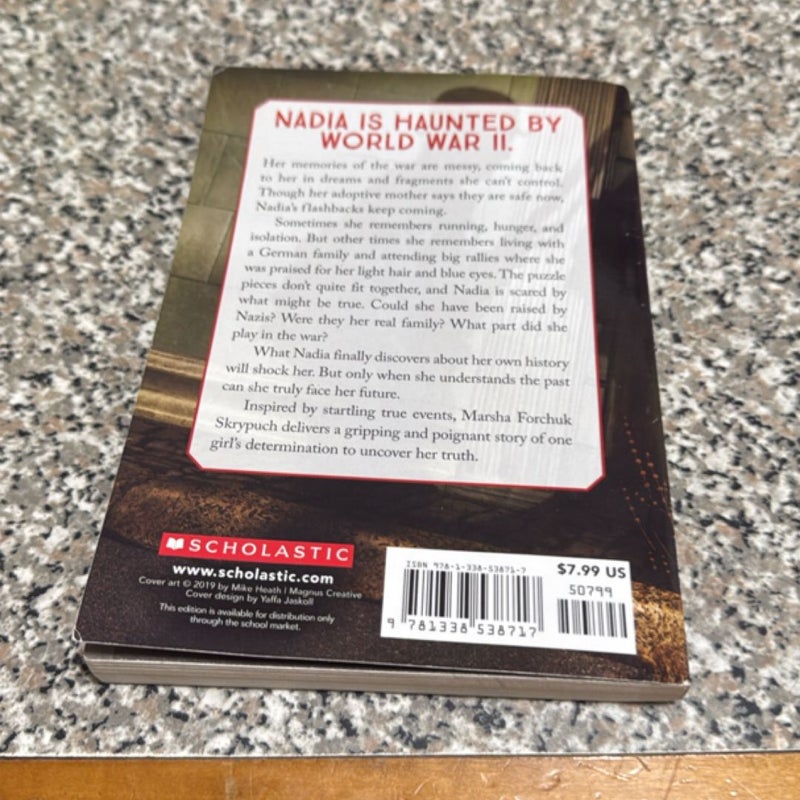 NADIA IS HAUNTED BY
WORLD WAR II.
Her memories of the war are messy, coming back
to her in dreams and fragments she can't control.
Though her adoptive mother says they are safe now,
Nadia's flashbacks keep coming.
Sometimes she remembers running, hunger, and
isolation. But other times she remembers living with
a German family and attending big rallies where she
was praised for her light hair and blue eyes. The puzzle
pieces don't quite fit together, and Nadia is scared by
what might be true. Could she have been raised by
Nazis? Were they her real family? What part did she
play in the war?
What Nadia finally discovers about her own history
will shock her. But only when she understands the past
can she truly face her future.
Inspired by startling true events, Marsha Forchuk
Skrypuch delivers a gripping and poignant story of one
girl's determination to uncover her truth.
SCHOLASTIC
www.scholastic.com
Cover art © 2019 by Mike Heath | Magnus Creative
Cover design by Yaffa Jaskoll
This edition is available for distribution only
through the school market.
ISBN 978-1-338-53871-7
$7.99 US
50799
9 781338 538717